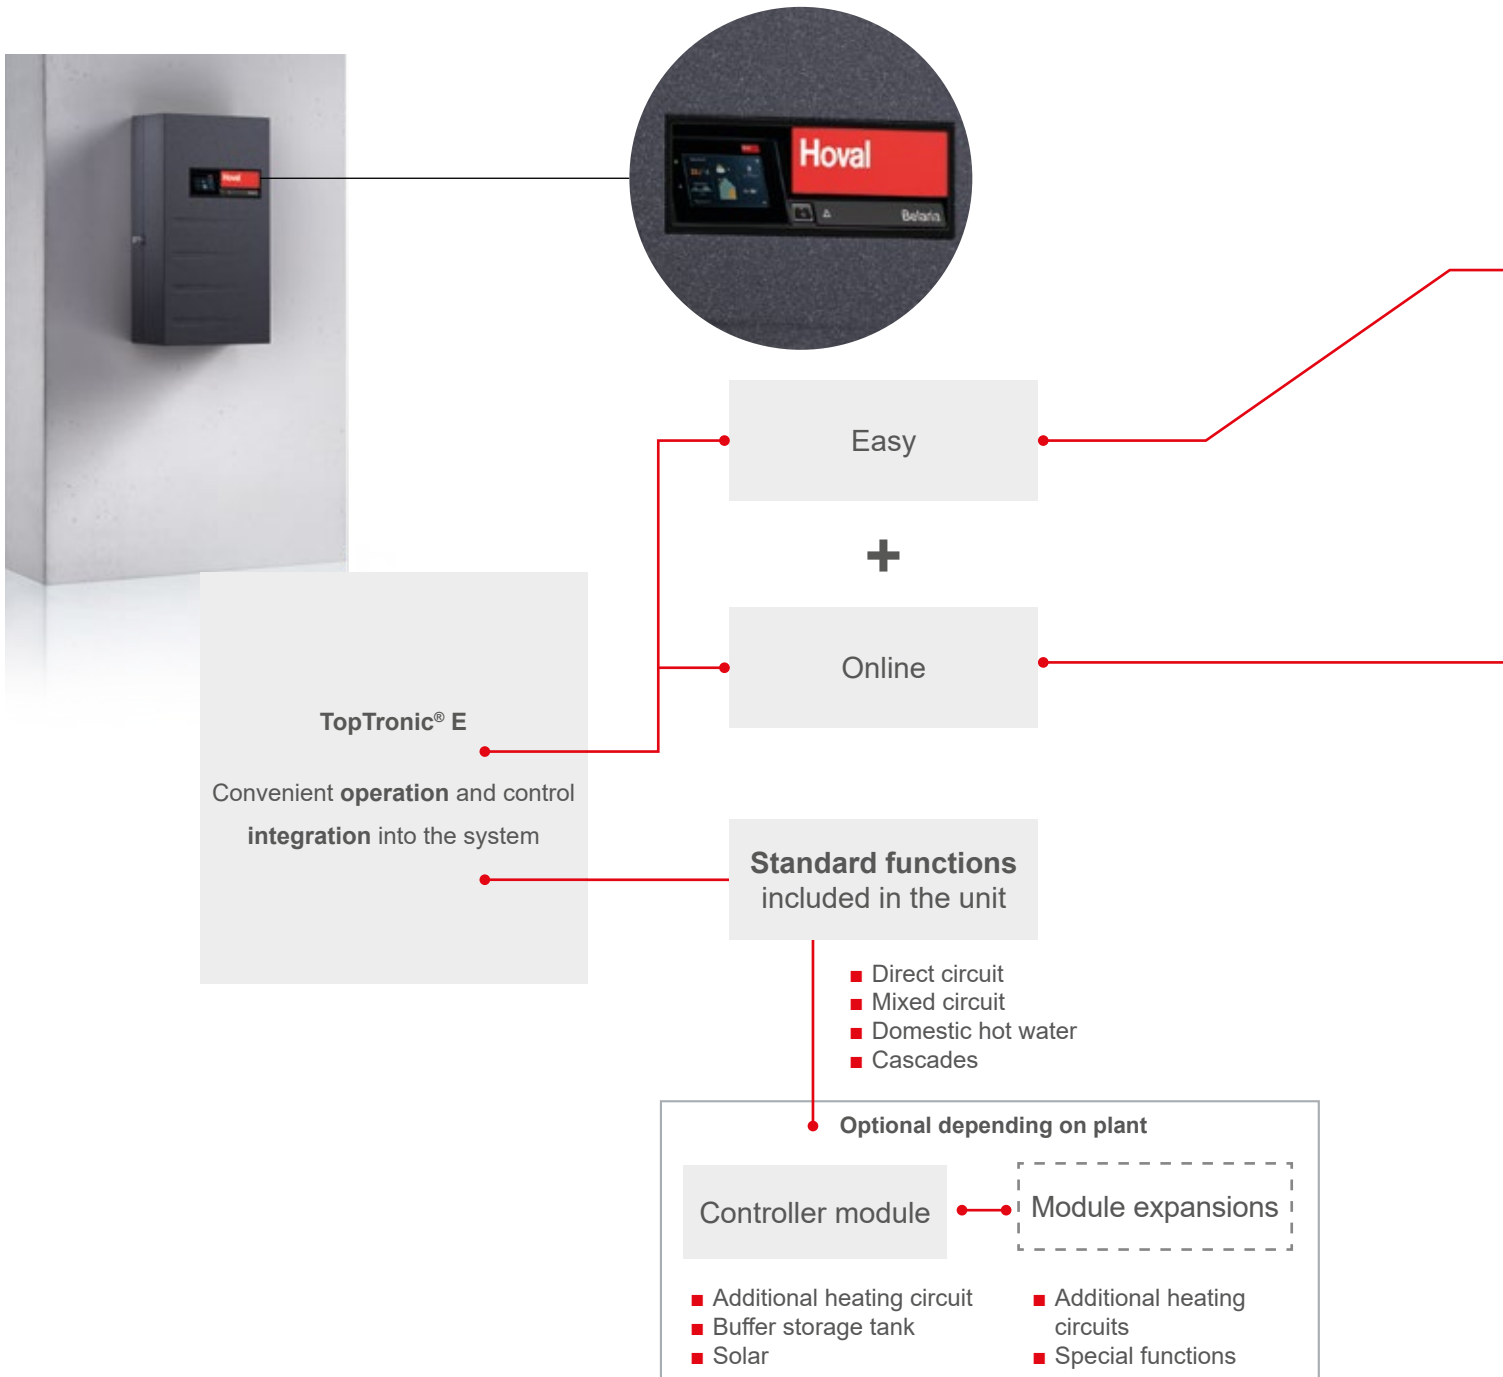 Hoval
Hoval
Belaria
Easy
+
Online
TopTronic® E
Convenient operation and control
integration into the system
Standard functions
included in the unit
■ Direct circuit
■ Mixed circuit
■ Domestic hot water
■ Cascades
Optional depending on plant
Controller module
Module expansions
■ Additional heating circuit
■ Buffer storage tank
■ Solar
■ Additional heating
circuits
■ Special functions